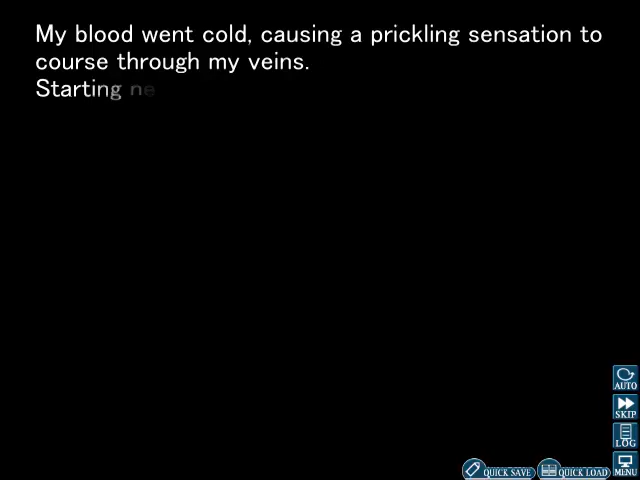 My blood went cold, causing a prickling sensation to
course through my veins.
Starting ne
AUTO
SKIP
LOG
QUICK SAVE
QUICK LOAD
MENU